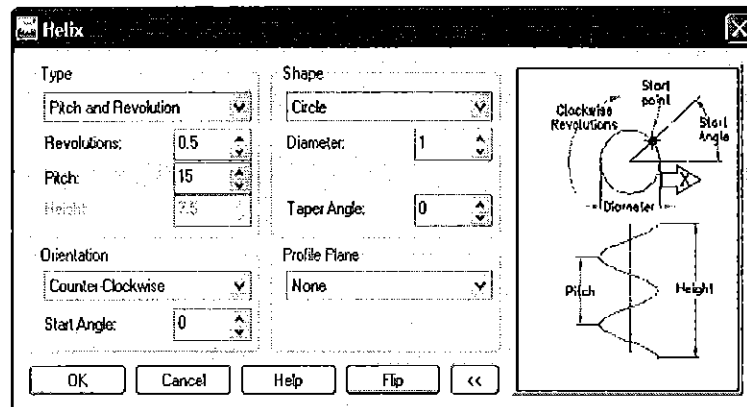 Helix
Type
Pitch and Revolution
Revolutions: 0.5
Pitch: 15
Height: 7.5
Orientation
Counter-Clockwise
Start Angle: 0
Shape
Circle
Diameter: 1
Taper Angle: 0
Profile Plane
None
OK Cancel Help Flip <<
Start
point
Clockwise
Revolutions
Start
Angle
X
Diameter
Pitch
Height